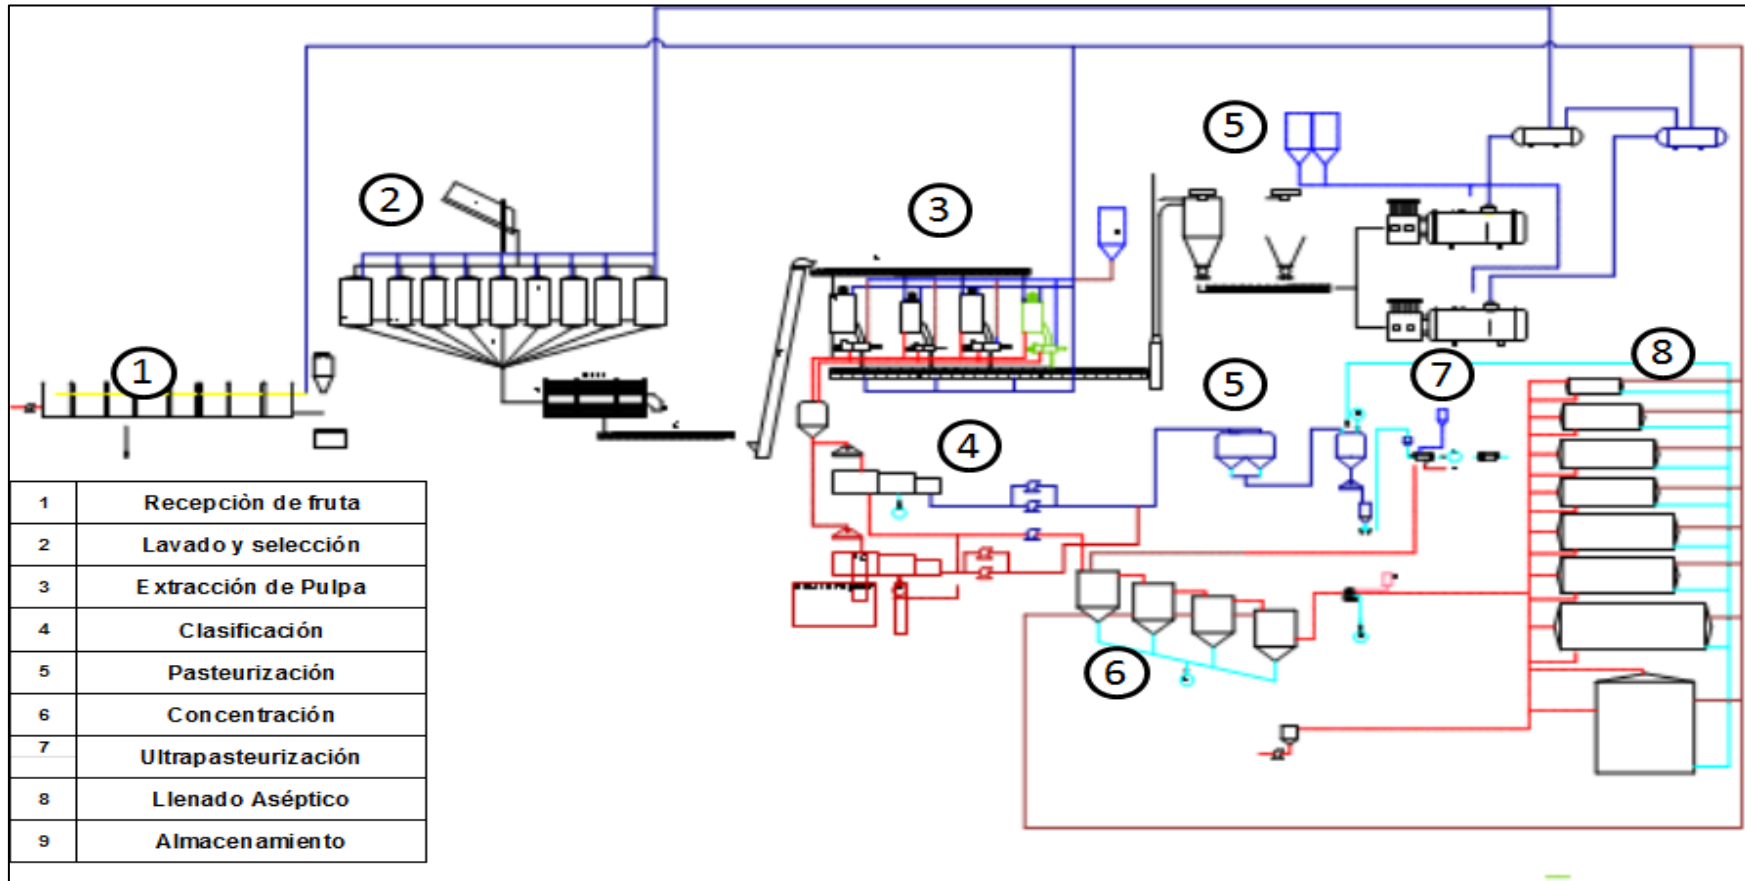 5
2
3
1
8
7
5
4
6
1 Recepción de fruta
2 Lavado y selección
3 Extracción de Pulpa
4 Clasificación
5 Pasteurización
6 Concentración
7 Ultrapasteurización
8 Llenado Aséptico
9 Almacenamiento